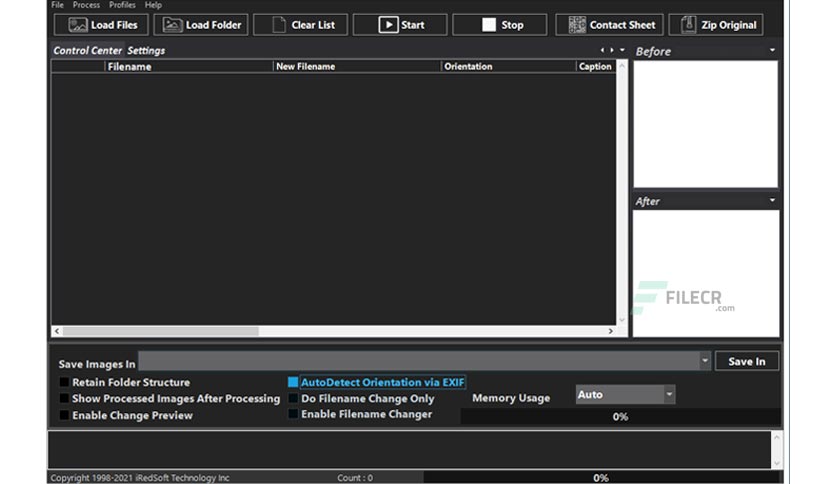 File Process Profiles Help
Load Files Load Folder Clear List Start Stop Contact Sheet Zip Original
Control Center Settings
Before
Filename New Filename Orientation Caption
After
FILECR
.com
Save Images In
Save In
Retain Folder Structure
AutoDetect Orientation via EXIF
Show Processed Images After Processing
Do Filename Change Only
Memory Usage
Auto
Enable Change Preview
Enable Filename Changer
0%
Copyright 1998-2021 iRedSoft Technology Inc
Count : 0
0%